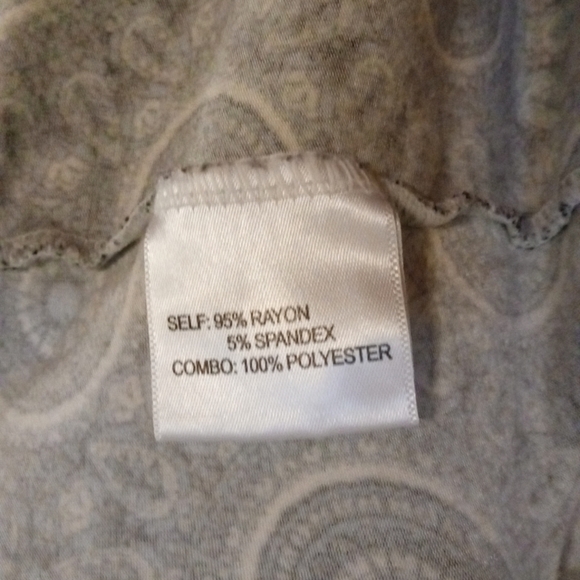 SELF: 95% RAYON
5% SPANDEX
COMBO: 100% POLYESTER